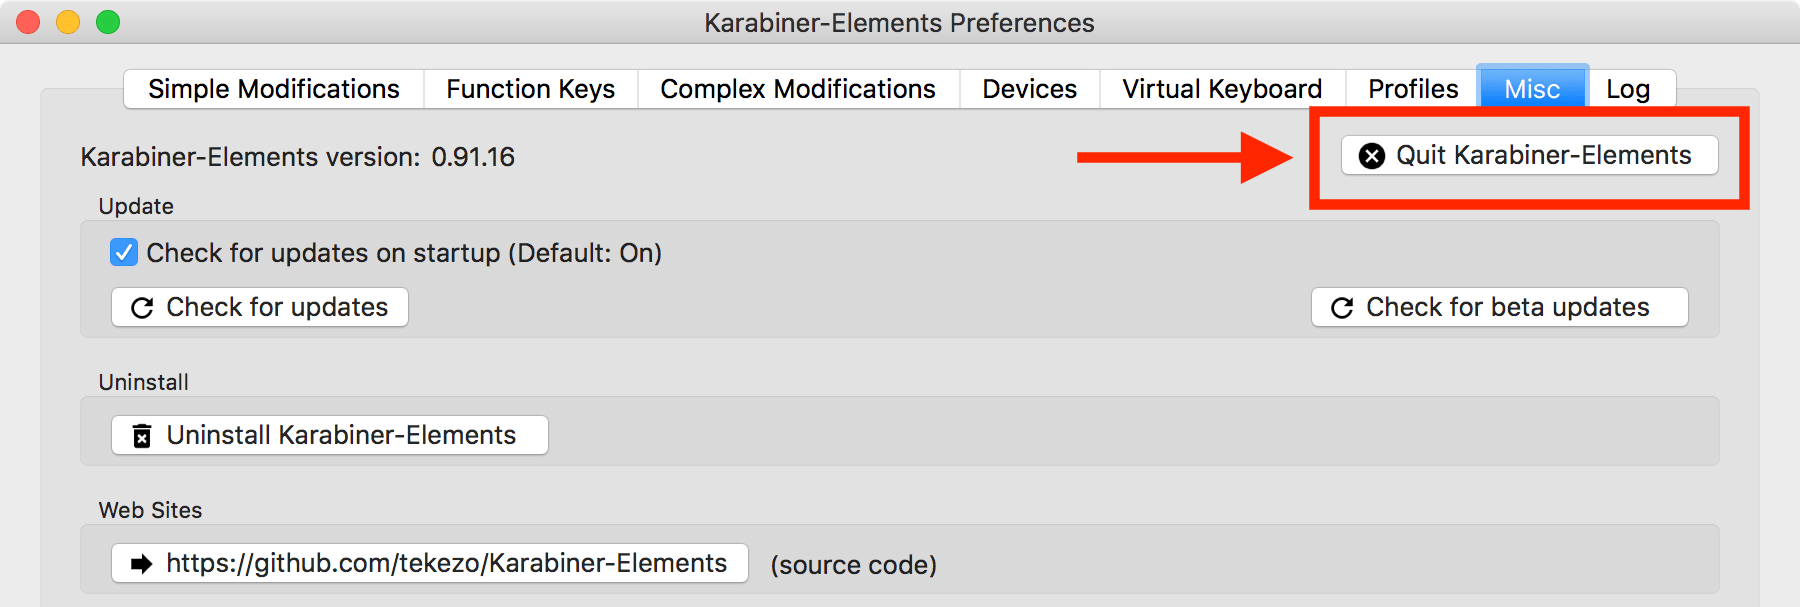 Karabiner-Elements Preferences
Simple Modifications Function Keys Complex Modifications Devices Virtual Keyboard Profiles Misc Log
Karabiner-Elements version: 0.91.16 Quit Karabiner-Elements
Update
Check for updates on startup (Default: On)
Check for updates Check for beta updates
Uninstall
Uninstall Karabiner-Elements
Web Sites
https://github.com/tekezo/Karabiner-Elements (source code)